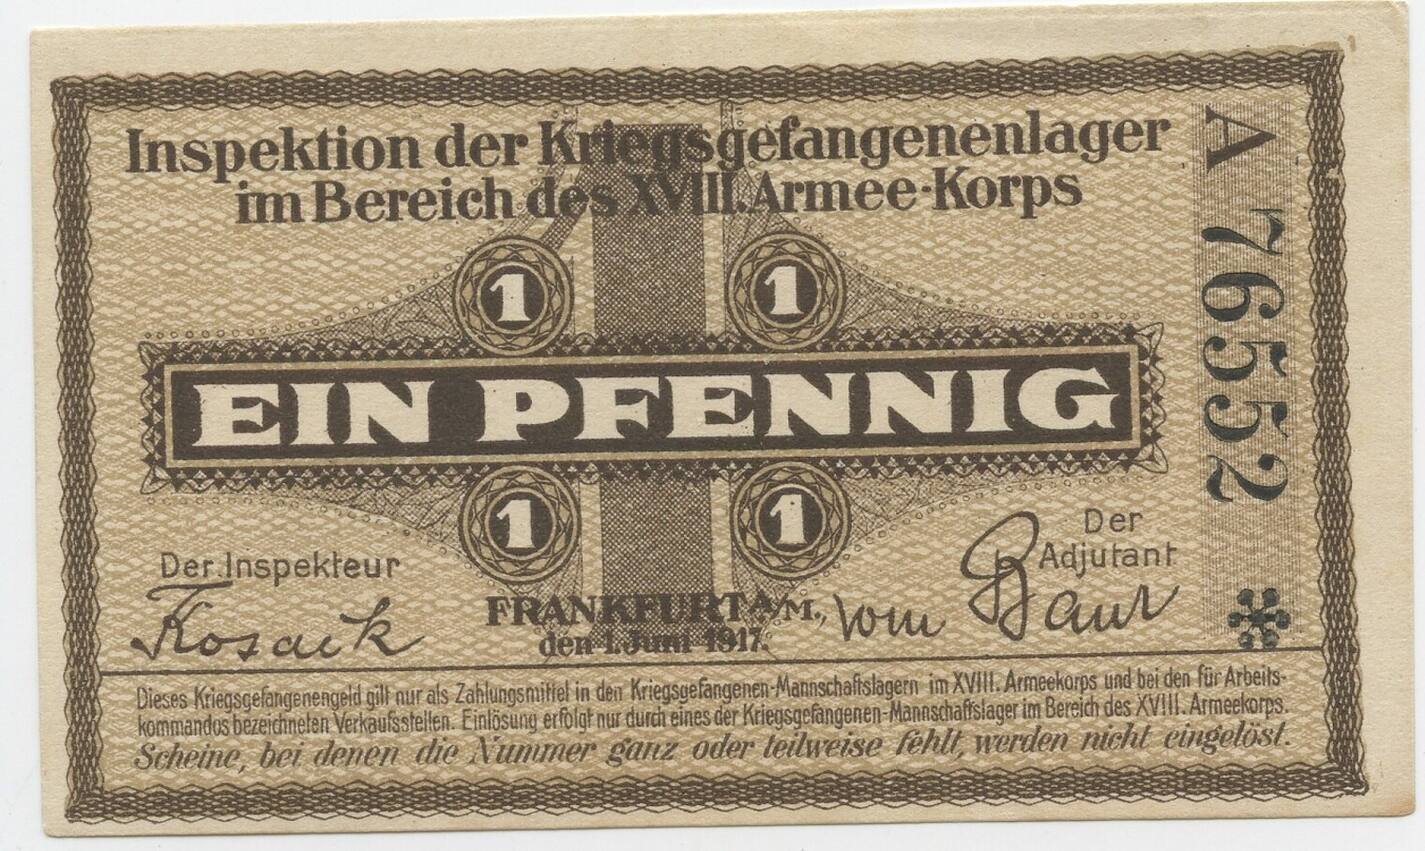 Inspektion der Kriegsgefangenenlager
im Bereich des XVIII. Armee-Korps
A 76552 *
1 1
EIN PFENNIG
1 1
Der Inspekteur
Kosack
FRANKFURT A/M.,
den 1. Juni 1917.
Der
Adjutant
vom Baur
Dieses Kriegsgefangenengeld gilt nur als Zahlungsmittel in den Kriegsgefangenen-Mannschaftslagern im XVIII. Armeekorps und bei den für Arbeits-
kommandos bezeichneten Verkaufsstellen. Einlösung erfolgt nur durch eines der Kriegsgefangenen-Mannschaftslager im Bereich des XVIII. Armeekorps.
Scheine, bei denen die Nummer ganz oder teilweise fehlt, werden nicht eingelöst.